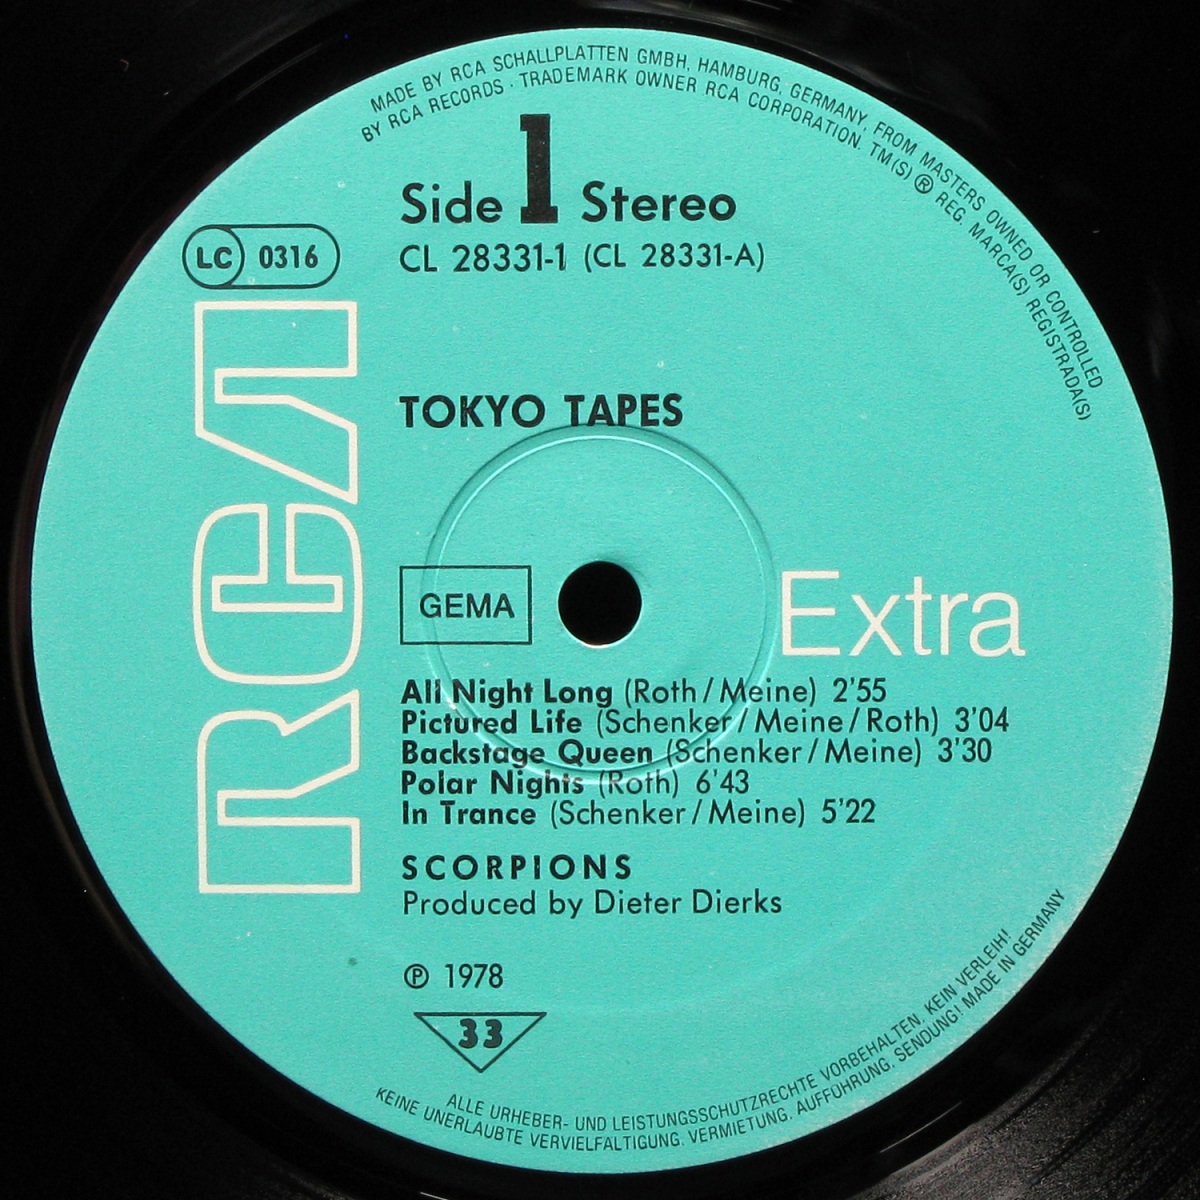 MADE BY RCA SCHALLPLATTEN GMBH, HAMBURG, GERMANY, FROM MASTERS OWNED OR CONTROLLED
BY RCA RECORDS · TRADEMARK OWNER RCA CORPORATION. TM(S) ® REG. MARCA(S) REGISTRADA(S)
Side 1 Stereo
CL 28331-1 (CL 28331-A)
LC 0316
RCA
TOKYO TAPES
GEMA
Extra
All Night Long (Roth/Meine) 2'55
Pictured Life (Schenker/Meine/Roth) 3'04
Backstage Queen (Schenker/Meine) 3'30
Polar Nights (Roth) 6'43
In Trance (Schenker/Meine) 5'22
SCORPIONS
Produced by Dieter Dierks
℗ 1978
33
ALLE URHEBER- UND LEISTUNGSSCHUTZRECHTE VORBEHALTEN. KEIN VERLEIH!
KEINE UNERLAUBTE VERVIELFÄLTIGUNG. VERMIETUNG. AUFFÜHRUNG. SENDUNG! MADE IN GERMANY